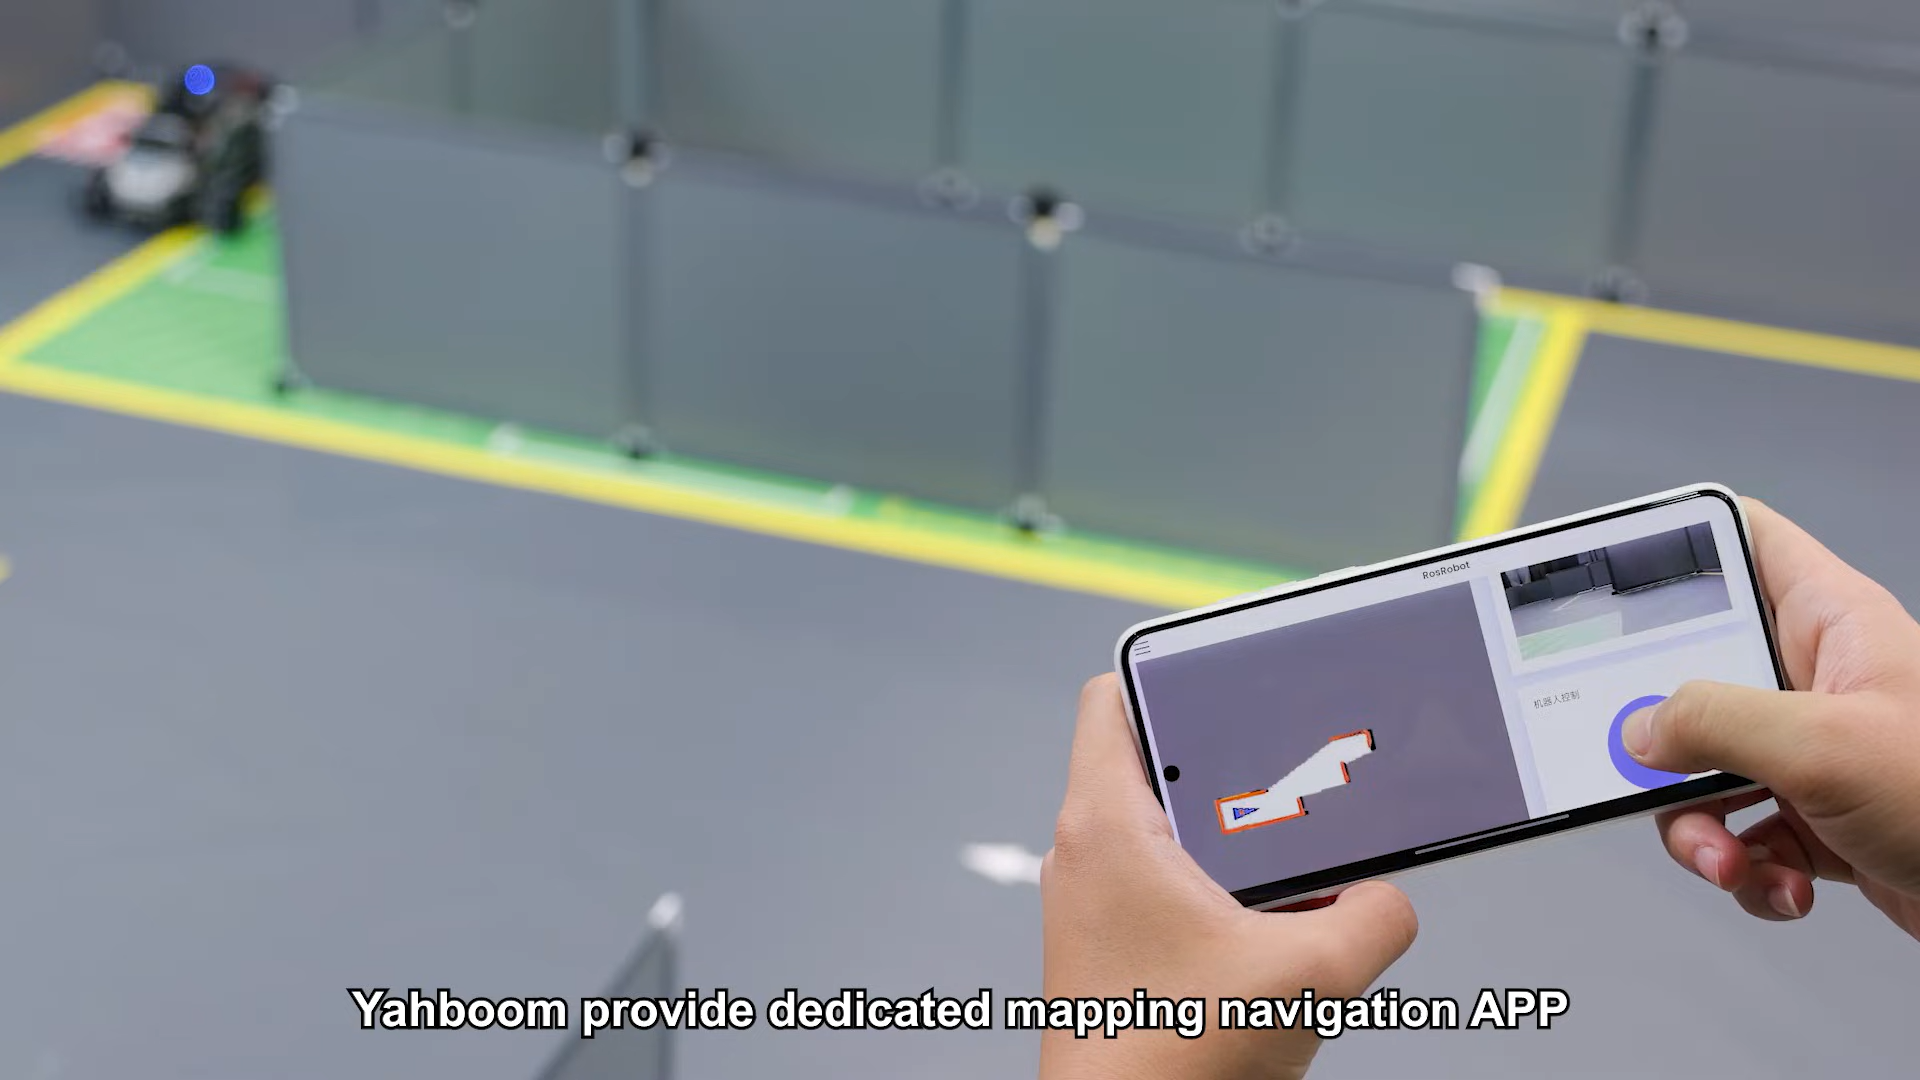 RosRobot
机器人控制
Yahboom provide dedicated mapping navigation APP